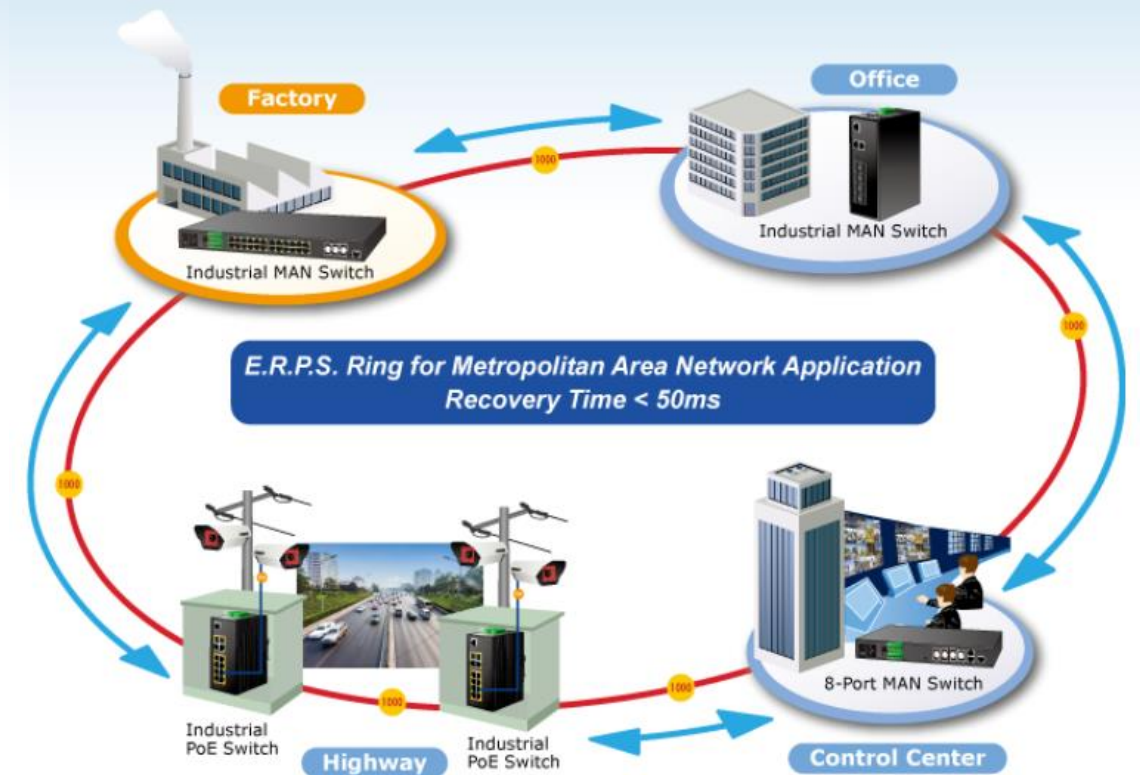 Factory
Office
1000
Industrial MAN Switch
Industrial MAN Switch
1000
E.R.P.S. Ring for Metropolitan Area Network Application
Recovery Time < 50ms
1000
1000
1000
8-Port MAN Switch
Industrial
PoE Switch
Industrial
PoE Switch
Highway
Control Center